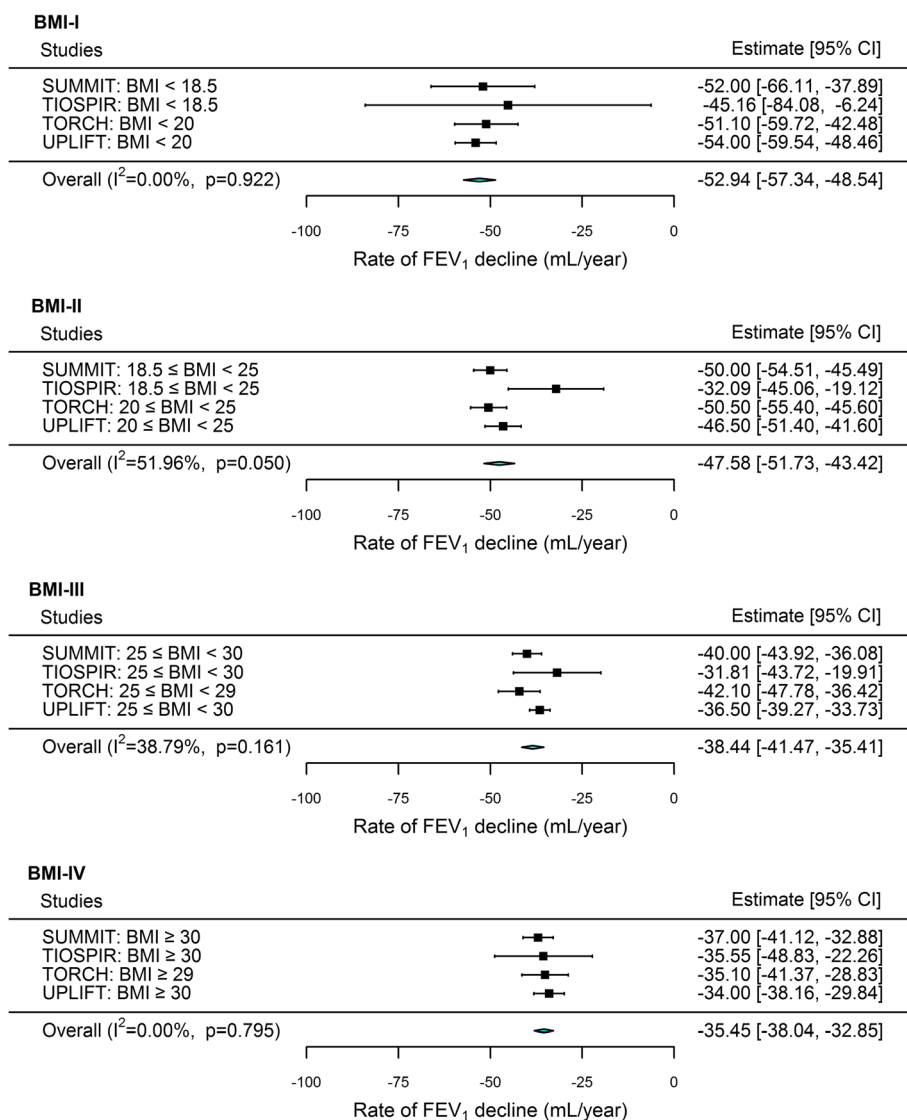 BMI-I
Studies Estimate [95% CI]
SUMMIT: BMI < 18.5 -52.00 [-66.11, -37.89]
TIOSPIR: BMI < 18.5 -45.16 [-84.08, -6.24]
TORCH: BMI < 20 -51.10 [-59.72, -42.48]
UPLIFT: BMI < 20 -54.00 [-59.54, -48.46]
Overall (I²=0.00%, p=0.922) -52.94 [-57.34, -48.54]
-100 -75 -50 -25 0
Rate of FEV₁ decline (mL/year)
BMI-II
Studies Estimate [95% CI]
SUMMIT: 18.5 ≤ BMI < 25 -50.00 [-54.51, -45.49]
TIOSPIR: 18.5 ≤ BMI < 25 -32.09 [-45.06, -19.12]
TORCH: 20 ≤ BMI < 25 -50.50 [-55.40, -45.60]
UPLIFT: 20 ≤ BMI < 25 -46.50 [-51.40, -41.60]
Overall (I²=51.96%, p=0.050) -47.58 [-51.73, -43.42]
-100 -75 -50 -25 0
Rate of FEV₁ decline (mL/year)
BMI-III
Studies Estimate [95% CI]
SUMMIT: 25 ≤ BMI < 30 -40.00 [-43.92, -36.08]
TIOSPIR: 25 ≤ BMI < 30 -31.81 [-43.72, -19.91]
TORCH: 25 ≤ BMI < 29 -42.10 [-47.78, -36.42]
UPLIFT: 25 ≤ BMI < 30 -36.50 [-39.27, -33.73]
Overall (I²=38.79%, p=0.161) -38.44 [-41.47, -35.41]
-100 -75 -50 -25 0
Rate of FEV₁ decline (mL/year)
BMI-IV
Studies Estimate [95% CI]
SUMMIT: BMI ≥ 30 -37.00 [-41.12, -32.88]
TIOSPIR: BMI ≥ 30 -35.55 [-48.83, -22.26]
TORCH: BMI ≥ 29 -35.10 [-41.37, -28.83]
UPLIFT: BMI ≥ 30 -34.00 [-38.16, -29.84]
Overall (I²=0.00%, p=0.795) -35.45 [-38.04, -32.85]
-100 -75 -50 -25 0
Rate of FEV₁ decline (mL/year)